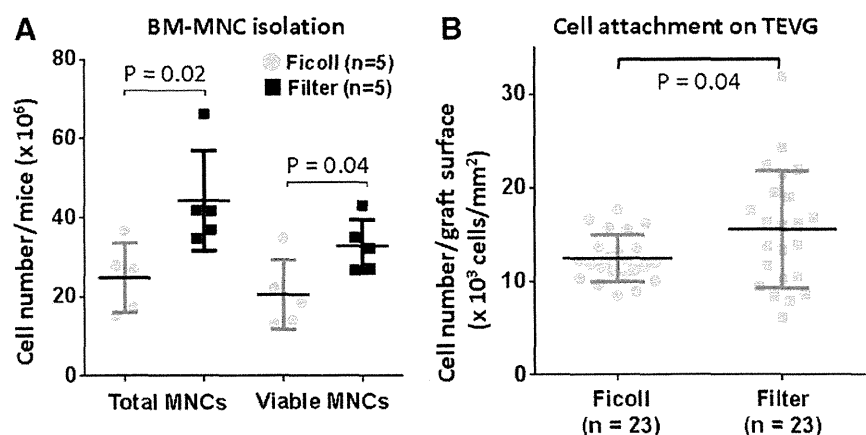 A
BM-MNC isolation
Cell number/mice (x 10⁶)
80
60
40
20
0
Ficoll (n=5)
Filter (n=5)
P = 0.02
P = 0.04
Total MNCs
Viable MNCs
B
Cell attachment on TEVG
Cell number/graft surface
(x 10³ cells/mm²)
30
20
10
0
P = 0.04
Ficoll
(n = 23)
Filter
(n = 23)